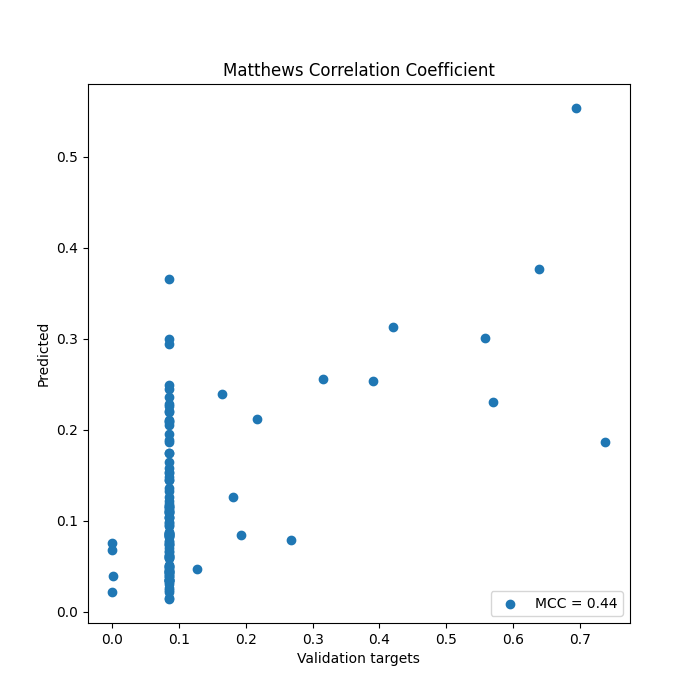 Matthews Correlation Coefficient
0.5
0.4
0.3
0.2
0.1
0.0
Predicted
MCC = 0.44
0.0 0.1 0.2 0.3 0.4 0.5 0.6 0.7
Validation targets